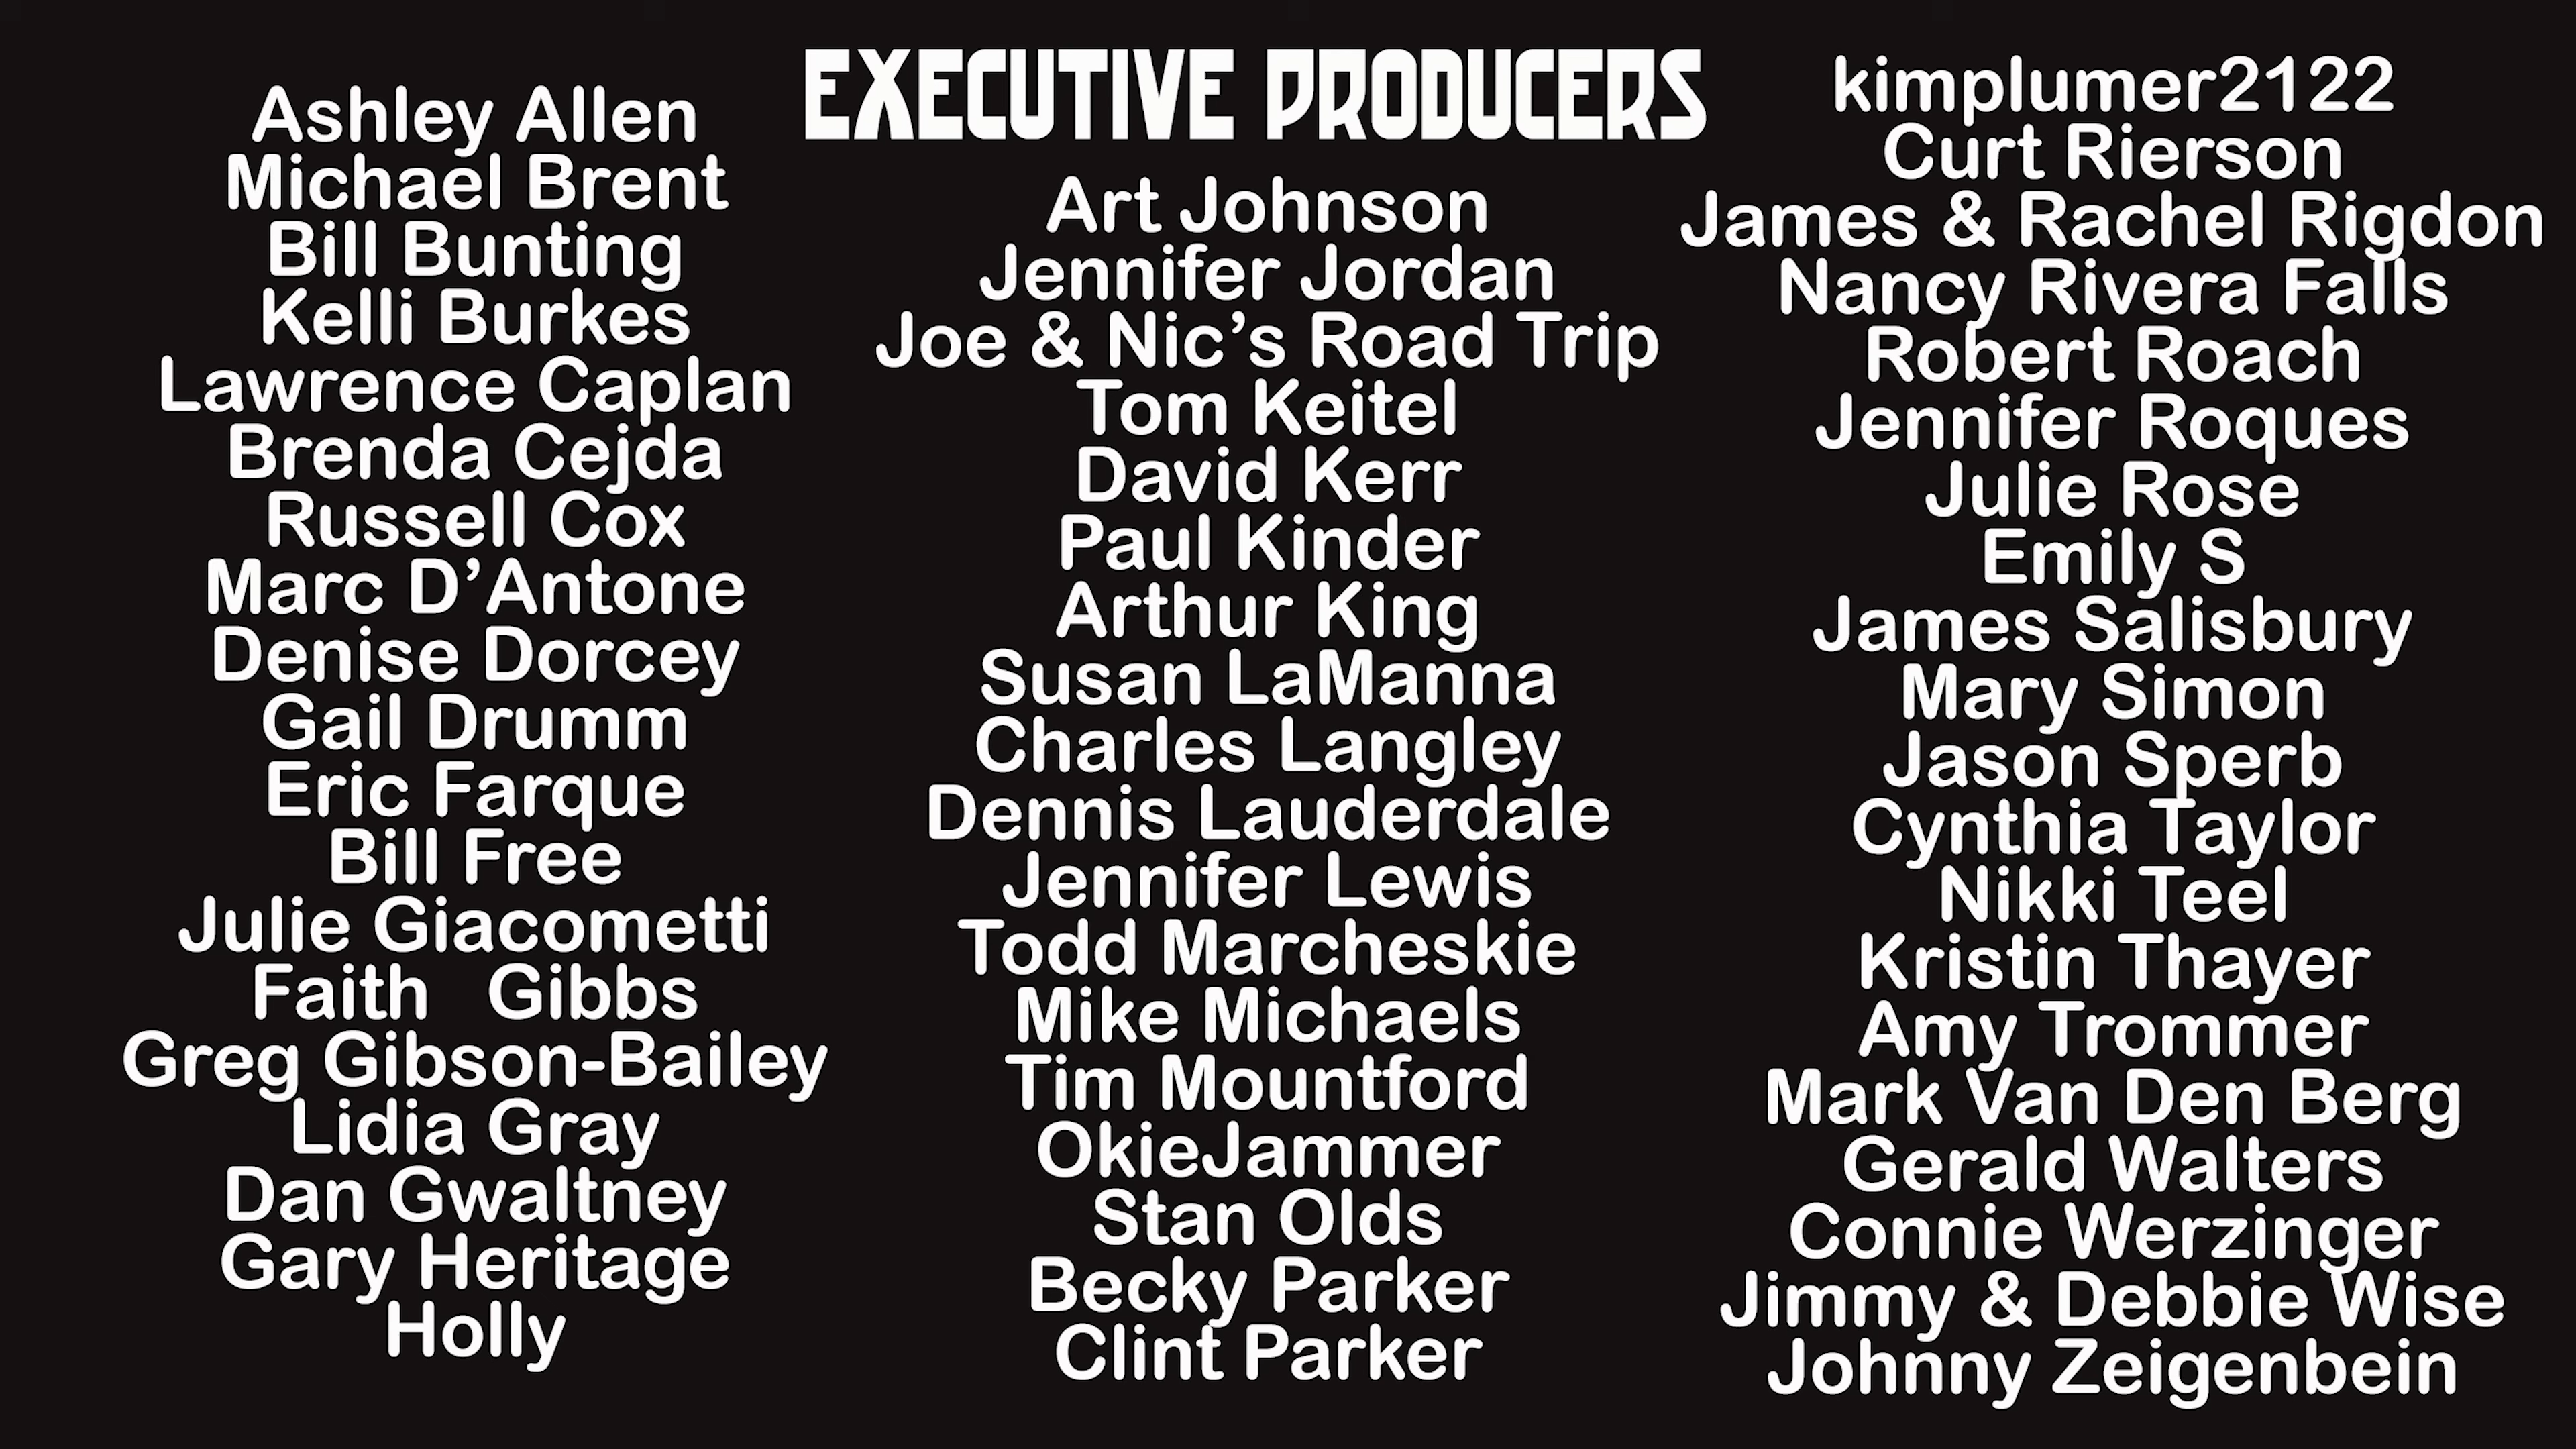 EXECUTIVE PRODUCERS
Ashley Allen
Michael Brent
Bill Bunting
Kelli Burkes
Lawrence Caplan
Brenda Cejda
Russell Cox
Marc D’Antone
Denise Dorcey
Gail Drumm
Eric Farque
Bill Free
Julie Giacometti
Faith   Gibbs
Greg Gibson-Bailey
Lidia Gray
Dan Gwaltney
Gary Heritage
Holly
Art Johnson
Jennifer Jordan
Joe & Nic’s Road Trip
Tom Keitel
David Kerr
Paul Kinder
Arthur King
Susan LaManna
Charles Langley
Dennis Lauderdale
Jennifer Lewis
Todd Marcheskie
Mike Michaels
Tim Mountford
OkieJammer
Stan Olds
Becky Parker
Clint Parker
kimplumer2122
Curt Rierson
James & Rachel Rigdon
Nancy Rivera Falls
Robert Roach
Jennifer Roques
Julie Rose
Emily S
James Salisbury
Mary Simon
Jason Sperb
Cynthia Taylor
Nikki Teel
Kristin Thayer
Amy Trommer
Mark Van Den Berg
Gerald Walters
Connie Werzinger
Jimmy & Debbie Wise
Johnny Zeigenbein